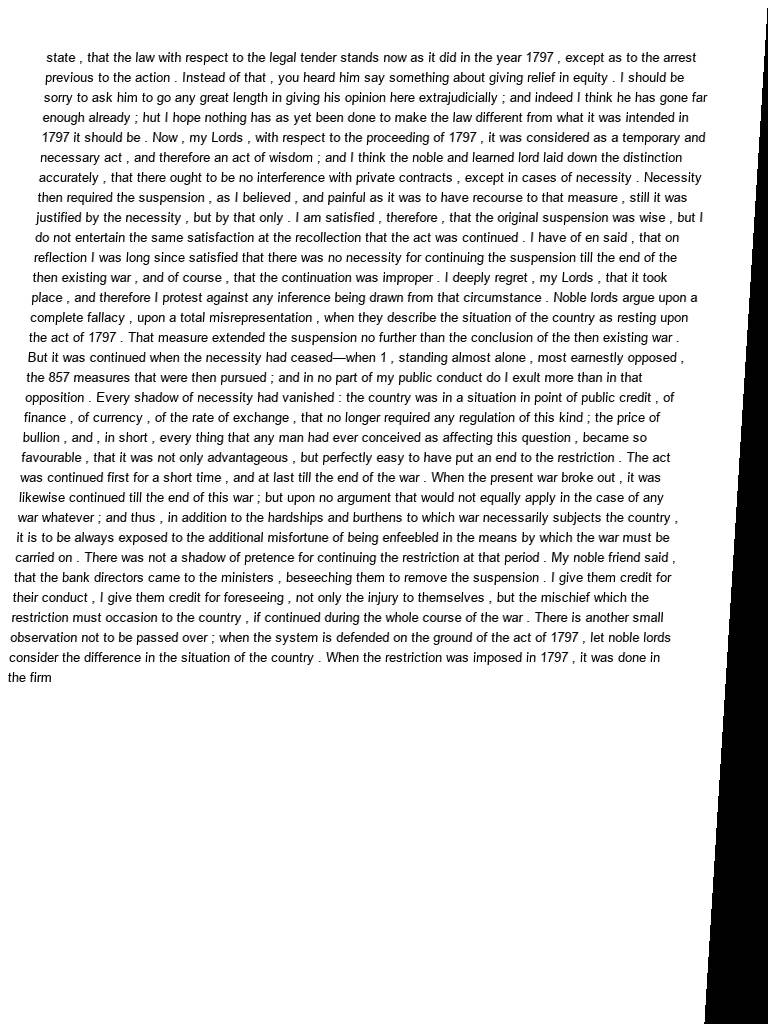 state , that the law with respect to the legal tender stands now as it did in the year 1797 , except as to the arrest
previous to the action . Instead of that , you heard him say something about giving relief in equity . I should be
sorry to ask him to go any great length in giving his opinion here extrajudicially ; and indeed I think he has gone far
enough already ; hut I hope nothing has as yet been done to make the law different from what it was intended in
1797 it should be . Now , my Lords , with respect to the proceeding of 1797 , it was considered as a temporary and
necessary act , and therefore an act of wisdom ; and I think the noble and learned lord laid down the distinction
accurately , that there ought to be no interference with private contracts , except in cases of necessity . Necessity
then required the suspension , as I believed , and painful as it was to have recourse to that measure , still it was
justified by the necessity , but by that only . I am satisfied , therefore , that the original suspension was wise , but I
do not entertain the same satisfaction at the recollection that the act was continued . I have of en said , that on
reflection I was long since satisfied that there was no necessity for continuing the suspension till the end of the
then existing war , and of course , that the continuation was improper . I deeply regret , my Lords , that it took
place , and therefore I protest against any inference being drawn from that circumstance . Noble lords argue upon a
complete fallacy , upon a total misrepresentation , when they describe the situation of the country as resting upon
the act of 1797 . That measure extended the suspension no further than the conclusion of the then existing war .
But it was continued when the necessity had ceased—when 1 , standing almost alone , most earnestly opposed ,
the 857 measures that were then pursued ; and in no part of my public conduct do I exult more than in that
opposition . Every shadow of necessity had vanished : the country was in a situation in point of public credit , of
finance , of currency , of the rate of exchange , that no longer required any regulation of this kind ; the price of
bullion , and , in short , every thing that any man had ever conceived as affecting this question , became so
favourable , that it was not only advantageous , but perfectly easy to have put an end to the restriction . The act
was continued first for a short time , and at last till the end of the war . When the present war broke out , it was
likewise continued till the end of this war ; but upon no argument that would not equally apply in the case of any
war whatever ; and thus , in addition to the hardships and burthens to which war necessarily subjects the country ,
it is to be always exposed to the additional misfortune of being enfeebled in the means by which the war must be
carried on . There was not a shadow of pretence for continuing the restriction at that period . My noble friend said ,
that the bank directors came to the ministers , beseeching them to remove the suspension . I give them credit for
their conduct , I give them credit for foreseeing , not only the injury to themselves , but the mischief which the
restriction must occasion to the country , if continued during the whole course of the war . There is another small
observation not to be passed over ; when the system is defended on the ground of the act of 1797 , let noble lords
consider the difference in the situation of the country . When the restriction was imposed in 1797 , it was done in
the firm